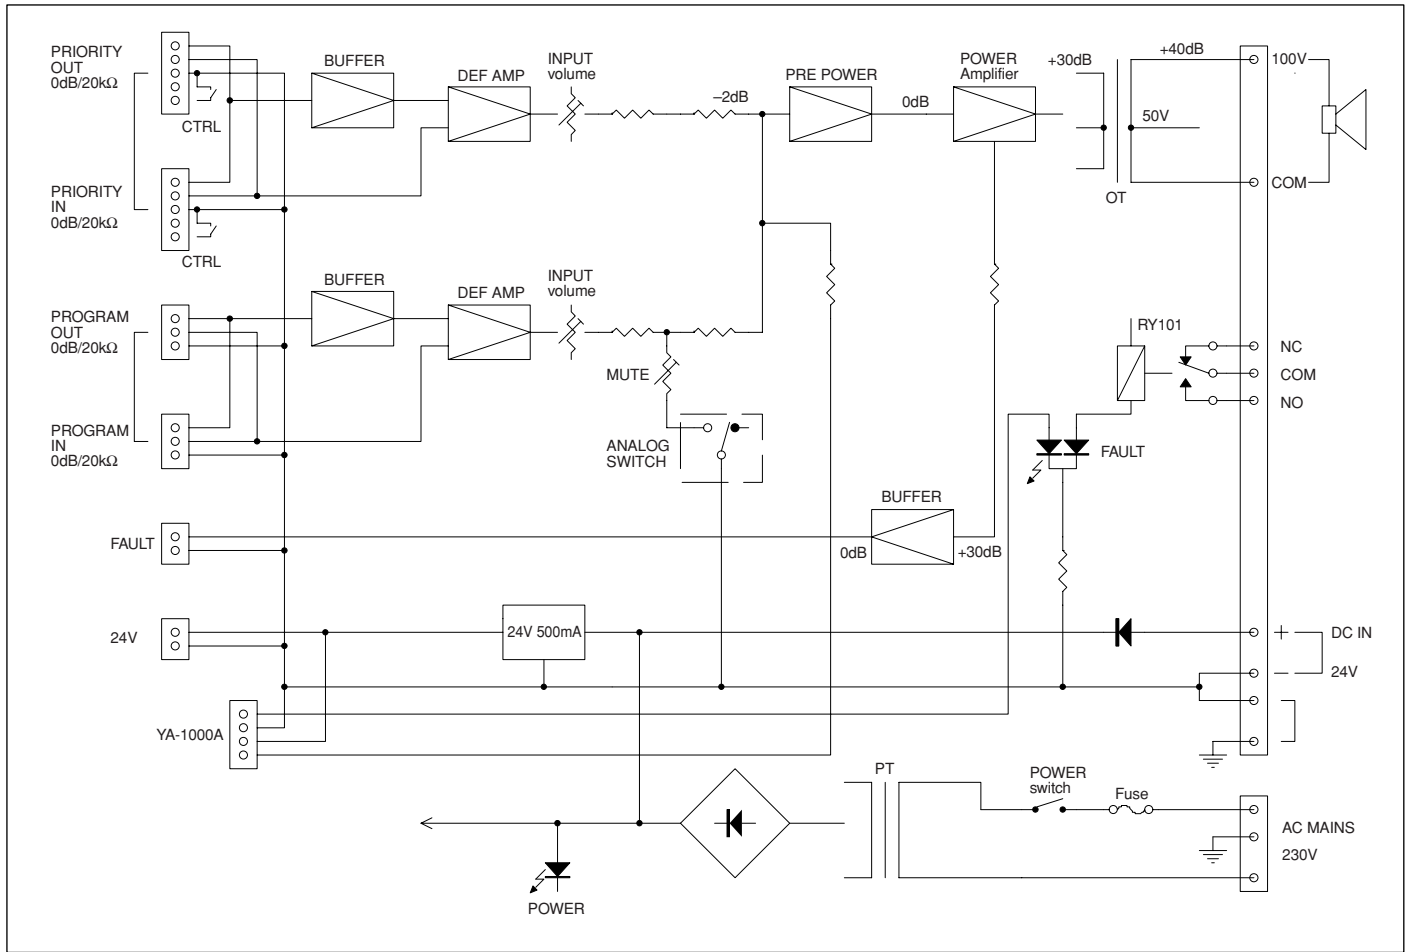 PRIORITY
OUT
0dB/20kΩ
CTRL
BUFFER
DEF AMP
INPUT
volume
–2dB
PRE POWER
0dB
POWER
Amplifier
+30dB
+40dB
100V
50V
OT
COM
PRIORITY
IN
0dB/20kΩ
CTRL
PROGRAM
OUT
0dB/20kΩ
BUFFER
DEF AMP
INPUT
volume
MUTE
ANALOG
SWITCH
RY101
NC
COM
NO
FAULT
PROGRAM
IN
0dB/20kΩ
FAULT
BUFFER
0dB
+30dB
24V
24V 500mA
+
DC IN
–
24V
YA-1000A
PT
POWER
switch
Fuse
AC MAINS
230V
POWER